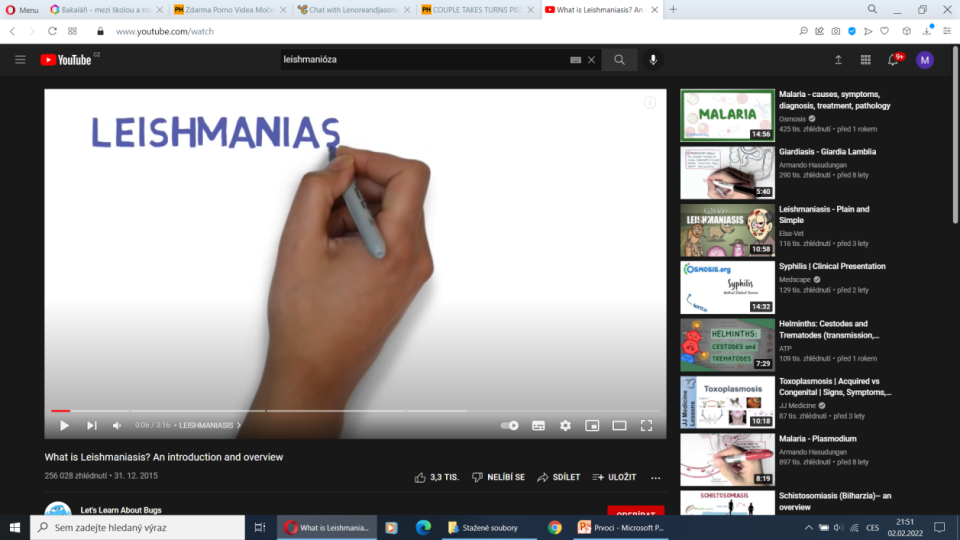 Menu
Bakaláři - mezi školou a ro
Zdarma Porno Videa Moče
Chat with Lenoreandjasom
COUPLE TAKES TURNS PIS
What is Leishmaniasis? An
www.youtube.com/watch
YouTube CZ
leishmanióza
9+
M
LEISHMANIAS
0:06 / 3:16 • LEISHMANIASIS
What is Leishmaniasis? An introduction and overview
256 028 zhlédnutí • 31. 12. 2015
3,3 TIS.
NELÍBÍ SE
SDÍLET
ULOŽIT
Let's Learn About Bugs
ODEBÍRAT
MALARIA
14:56
Malaria - causes, symptoms,
diagnosis, treatment, pathology
Osmosis
425 tis. zhlédnutí • před 1 rokem
5:40
Giardiasis - Giardia Lamblia
Armando Hasudungan
290 tis. zhlédnutí • před 8 lety
LEISHMANIASIS
10:58
Leishmaniasis - Plain and
Simple
Else-Vet
116 tis. zhlédnutí • před 3 lety
OSMOSIS.org
Syphilis
14:32
Syphilis | Clinical Presentation
Medscape
129 tis. zhlédnutí • před 2 lety
HELMINTHS:
CESTODES and
TREMATODES
7:29
Helminths: Cestodes and
Trematodes (transmission,...
ATP
109 tis. zhlédnutí • před 1 rokem
JJ Medicine
Lessons
Toxoplasmosis
10:18
Toxoplasmosis | Acquired vs
Congenital | Signs, Symptoms,...
JJ Medicine
87 tis. zhlédnutí • před 3 lety
8:19
Malaria - Plasmodium
Armando Hasudungan
897 tis. zhlédnutí • před 8 lety
SCHISTOSOMIASIS
Schistosomiasis (Bilharzia)– an
overview
Sem zadejte hledaný výraz
What is Leishmania...
Stažené soubory
Prvoci - Microsoft P...
CES
21:51
02.02.2022